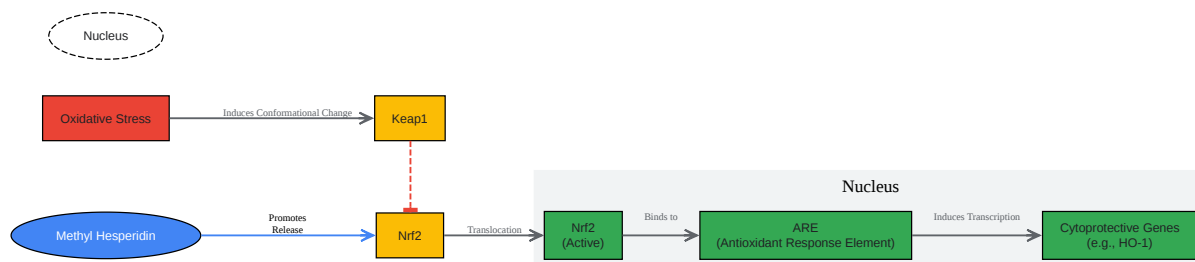 Nucleus
Oxidative Stress
Induces Conformational Change
Keap1
Nucleus
Methyl Hesperidin
Promotes
Release
Nrf2
Translocation
Nrf2
(Active)
Binds to
ARE
(Antioxidant Response Element)
Induces Transcription
Cytoprotective Genes
(e.g., HO-1)